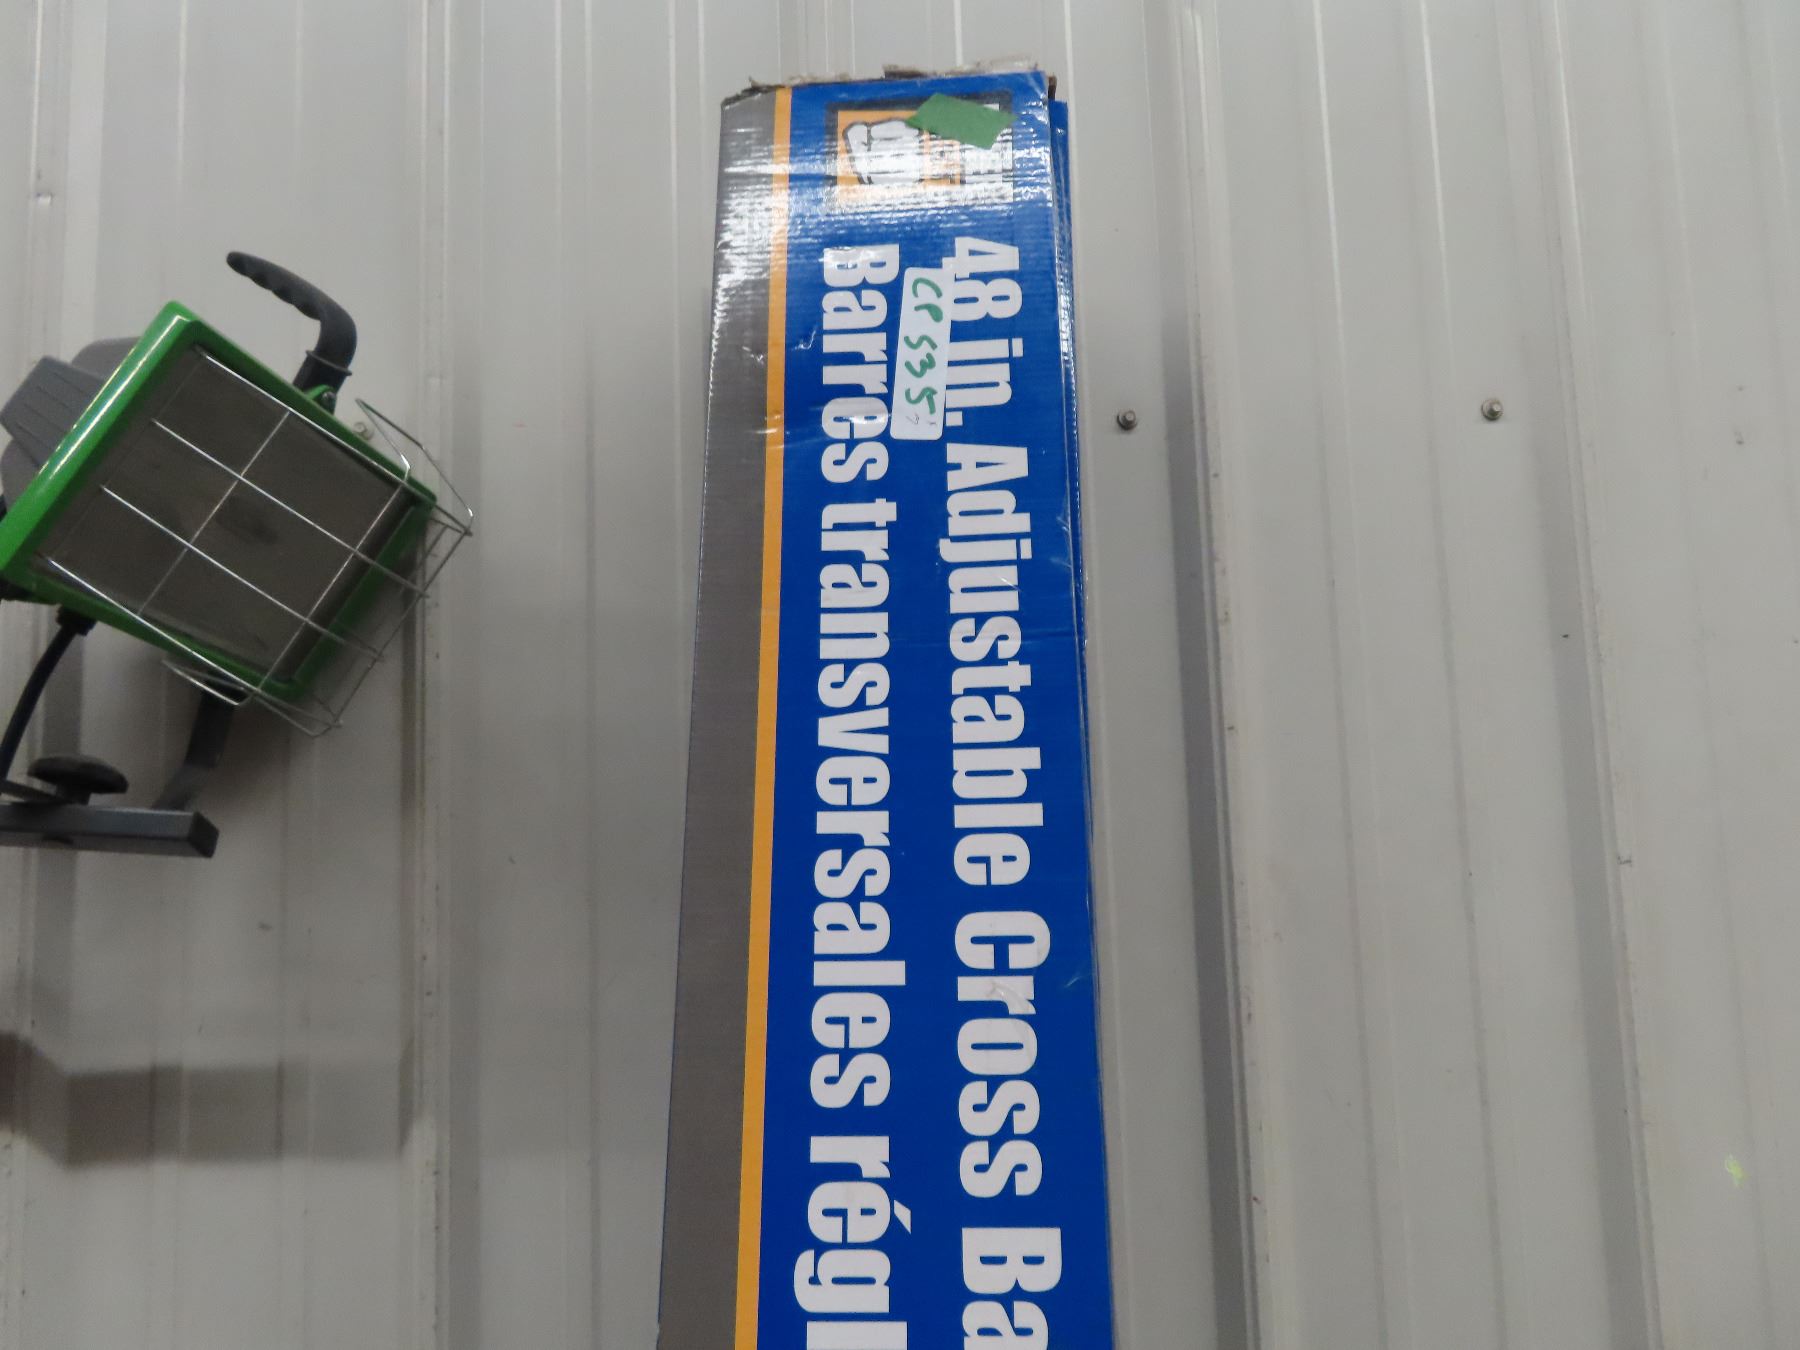 48 in. Adjustable Cross Ba
Barres transversales régl
CP 535